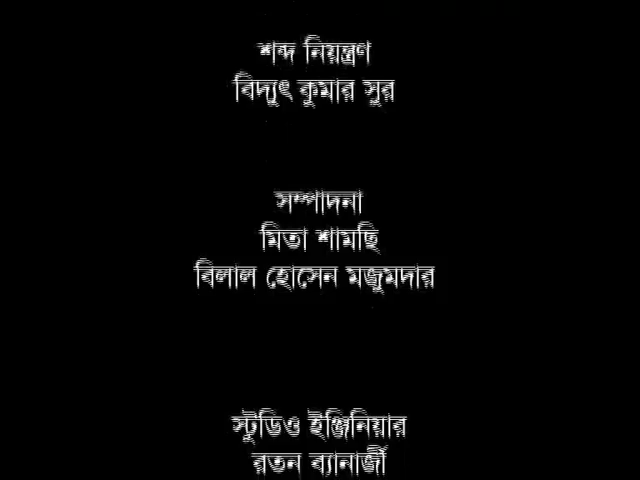 শব্দ নিয়ন্ত্রণ
বিদ্যুৎ কুমার সুর
সম্পাদনা
মিতা শামছি
বিলাল হোসেন মজুমদার
স্টুডিও ইঞ্জিনিয়ার
রতন ব্যানার্জী